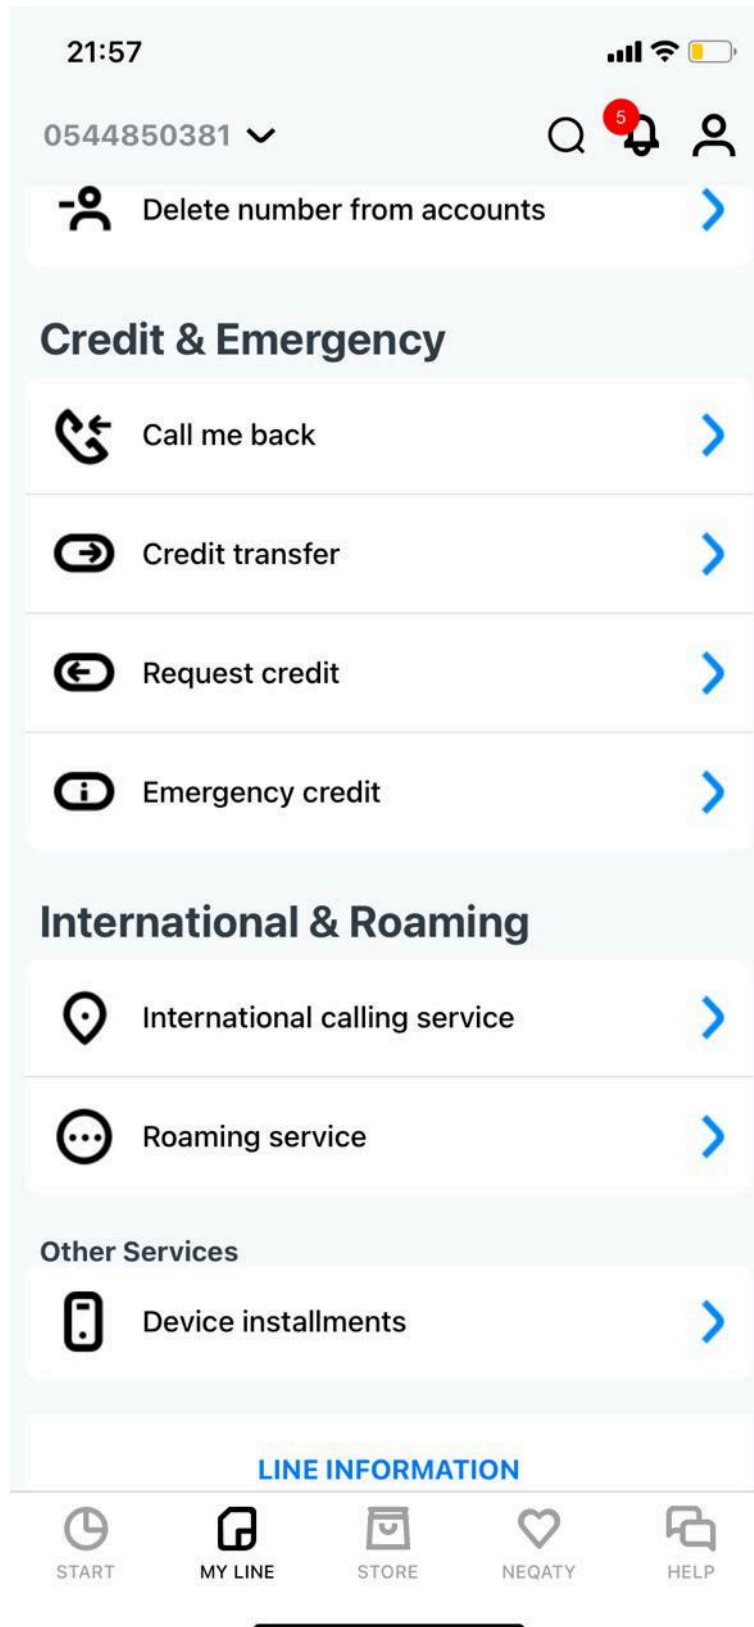 21:57
0544850381
5
Delete number from accounts
Credit & Emergency
Call me back
Credit transfer
Request credit
Emergency credit
International & Roaming
International calling service
Roaming service
Other Services
Device installments
LINE INFORMATION
START MY LINE STORE NEQATY HELP